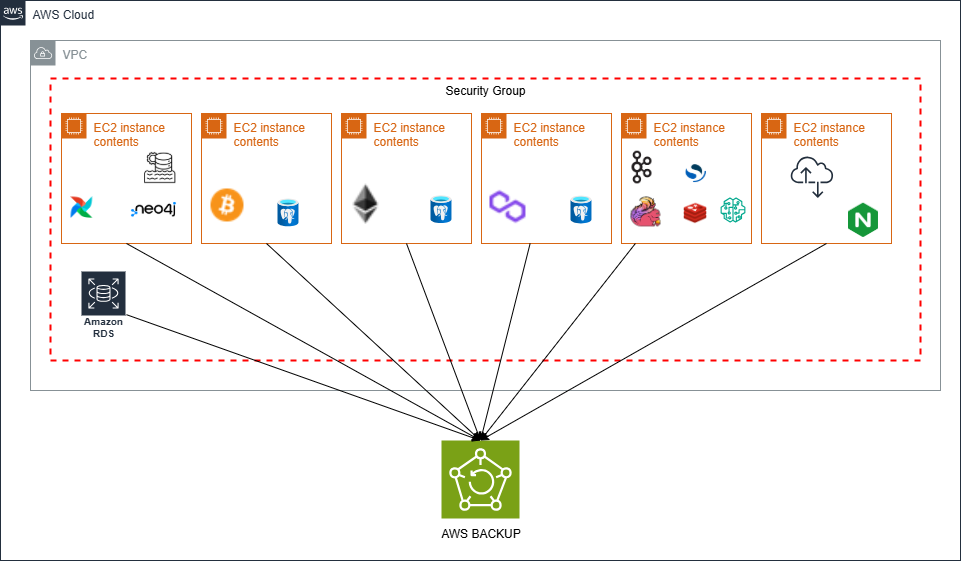 aws
AWS Cloud
VPC
Security Group
EC2 instance
contents
EC2 instance
contents
EC2 instance
contents
EC2 instance
contents
EC2 instance
contents
EC2 instance
contents
neo4j
N
Amazon
RDS
AWS BACKUP